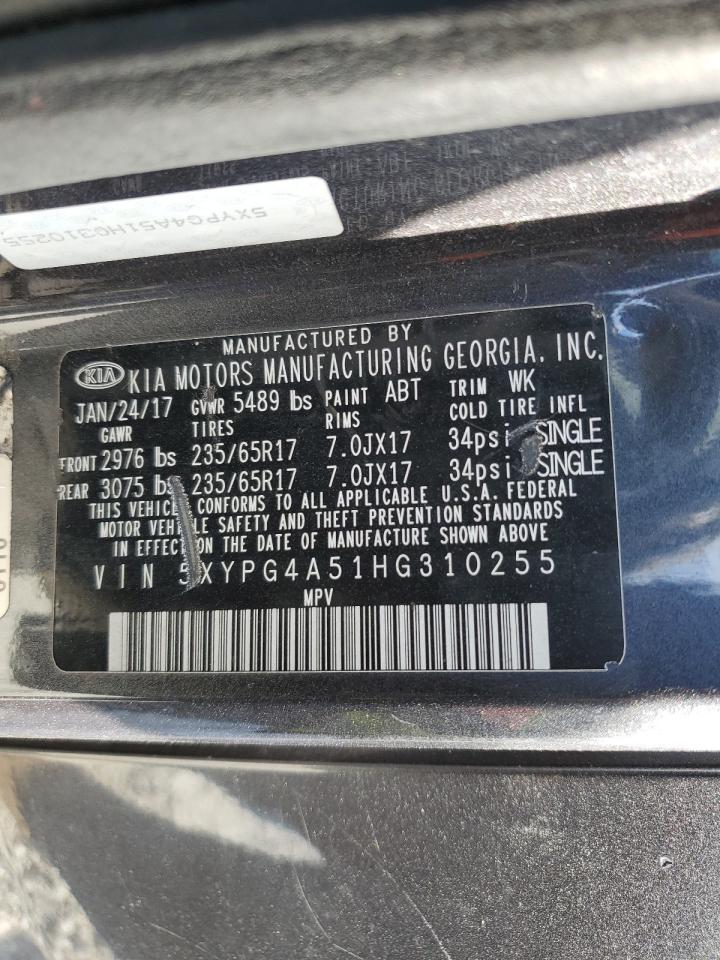 5XYPG4A51HG310255
MANUFACTURED BY
KIA KIA MOTORS MANUFACTURING GEORGIA, INC.
JAN/24/17 GVWR 5489 lbs PAINT ABT TRIM WK
GAWR TIRES RIMS COLD TIRE INFL
FRONT 2976 lbs 235/65R17 7.0JX17 34psi SINGLE
REAR 3075 lbs 235/65R17 7.0JX17 34psi SINGLE
THIS VEHICLE CONFORMS TO ALL APPLICABLE U.S.A. FEDERAL
MOTOR VEHICLE SAFETY AND THEFT PREVENTION STANDARDS
IN EFFECT ON THE DATE OF MANUFACTURE SHOWN ABOVE
VIN 5XYPG4A51HG310255
MPV